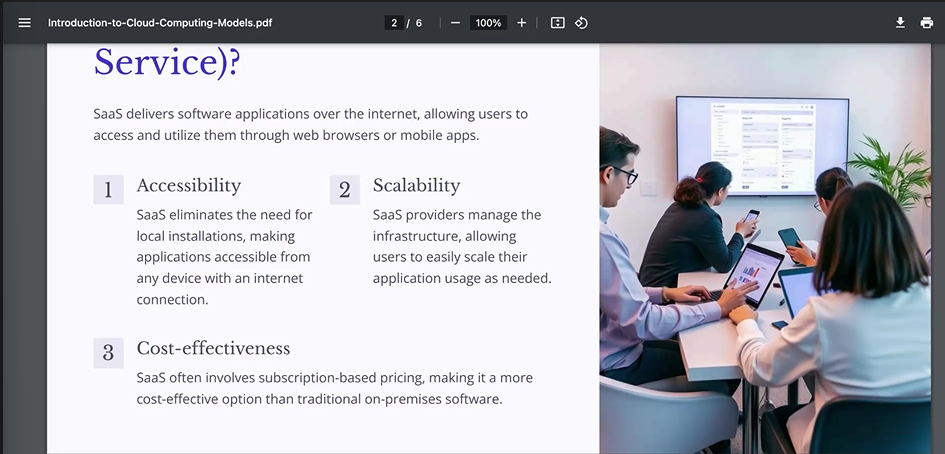 Introduction-to-Cloud-Computing-Models.pdf
2 / 6
100%
Service)?
SaaS delivers software applications over the internet, allowing users to
access and utilize them through web browsers or mobile apps.
1
Accessibility
SaaS eliminates the need for
local installations, making
applications accessible from
any device with an internet
connection.
2
Scalability
SaaS providers manage the
infrastructure, allowing
users to easily scale their
application usage as needed.
3
Cost-effectiveness
SaaS often involves subscription-based pricing, making it a more
cost-effective option than traditional on-premises software.